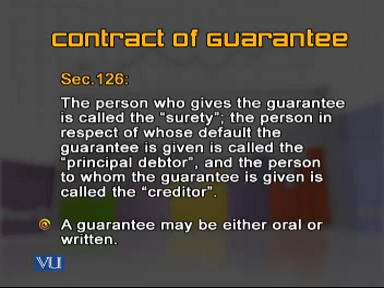 contract of Guarantee
Sec.126:
The person who gives the guarantee
is called the "surety"; the person in
respect of whose default the
guarantee is given is called the
"principal debtor", and the person
to whom the guarantee is given is
called the "creditor".
A guarantee may be either oral or
written.
VU